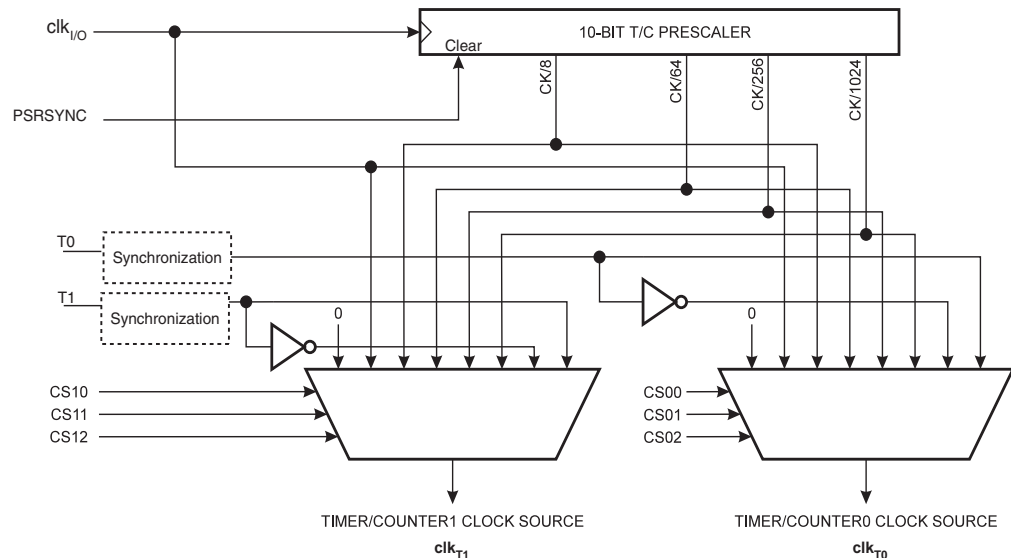 clkI/O
10-BIT T/C PRESCALER
Clear
CK/8
CK/64
CK/256
CK/1024
PSRSYNC
T0
Synchronization
T1
Synchronization
0
0
CS10
CS11
CS12
CS00
CS01
CS02
TIMER/COUNTER1 CLOCK SOURCE
clkT1
TIMER/COUNTER0 CLOCK SOURCE
clkT0